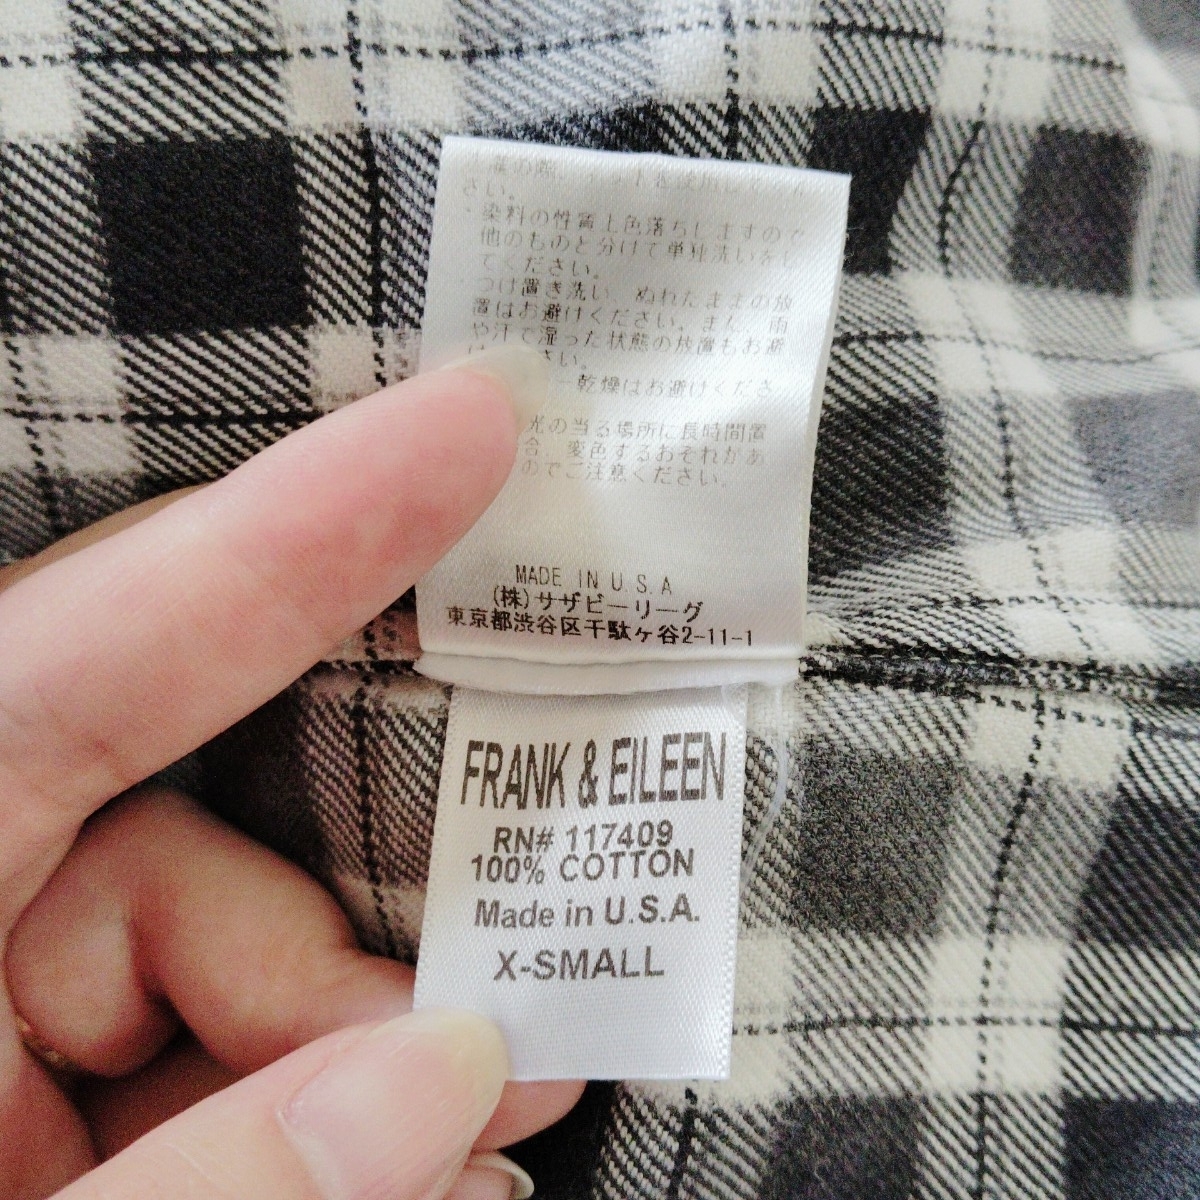 さい。
・染料の性質上色落ちしますので
他のものと分けて単独洗いをし
てください。
・つけ置き洗い、ぬれたままの放
置はお避けください。また、雨
や汗で湿った状態の放置もお避
さい。
ー乾燥はお避けくださ
光の当る場所に長時間置
合、変色するおそれがあ
のでご注意ください。
MADE IN U.S.A
(株)サザビーリーグ
東京都渋谷区千駄ヶ谷2-11-1
FRANK & EILEEN
RN# 117409
100% COTTON
Made in U.S.A.
X-SMALL